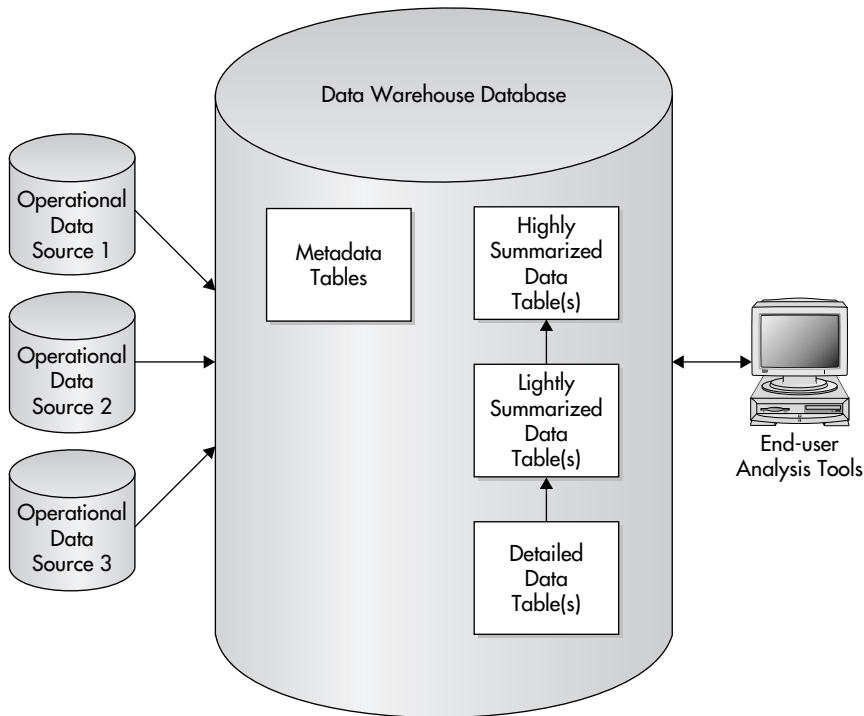 Data Warehouse Database
Operational
Data
Source 1
Operational
Data
Source 2
Operational
Data
Source 3
Metadata
Tables
Highly
Summarized
Data
Table(s)
Lightly
Summarized
Data
Table(s)
Detailed
Data
Table(s)
End-user
Analysis Tools